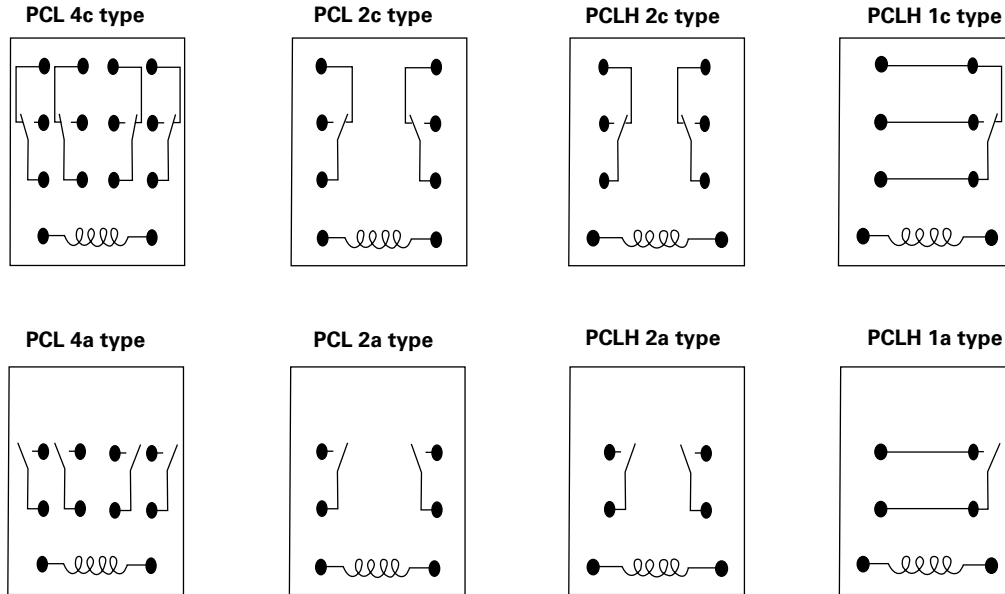 PCL 4c type
PCL 2c type
PCLH 2c type
PCLH 1c type
PCL 4a type
PCL 2a type
PCLH 2a type
PCLH 1a type